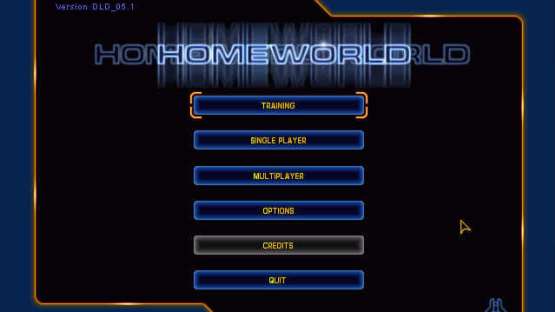 Version DLD_05.1
HOMEWORLD
TRAINING
SINGLE PLAYER
MULTIPLAYER
OPTIONS
CREDITS
QUIT